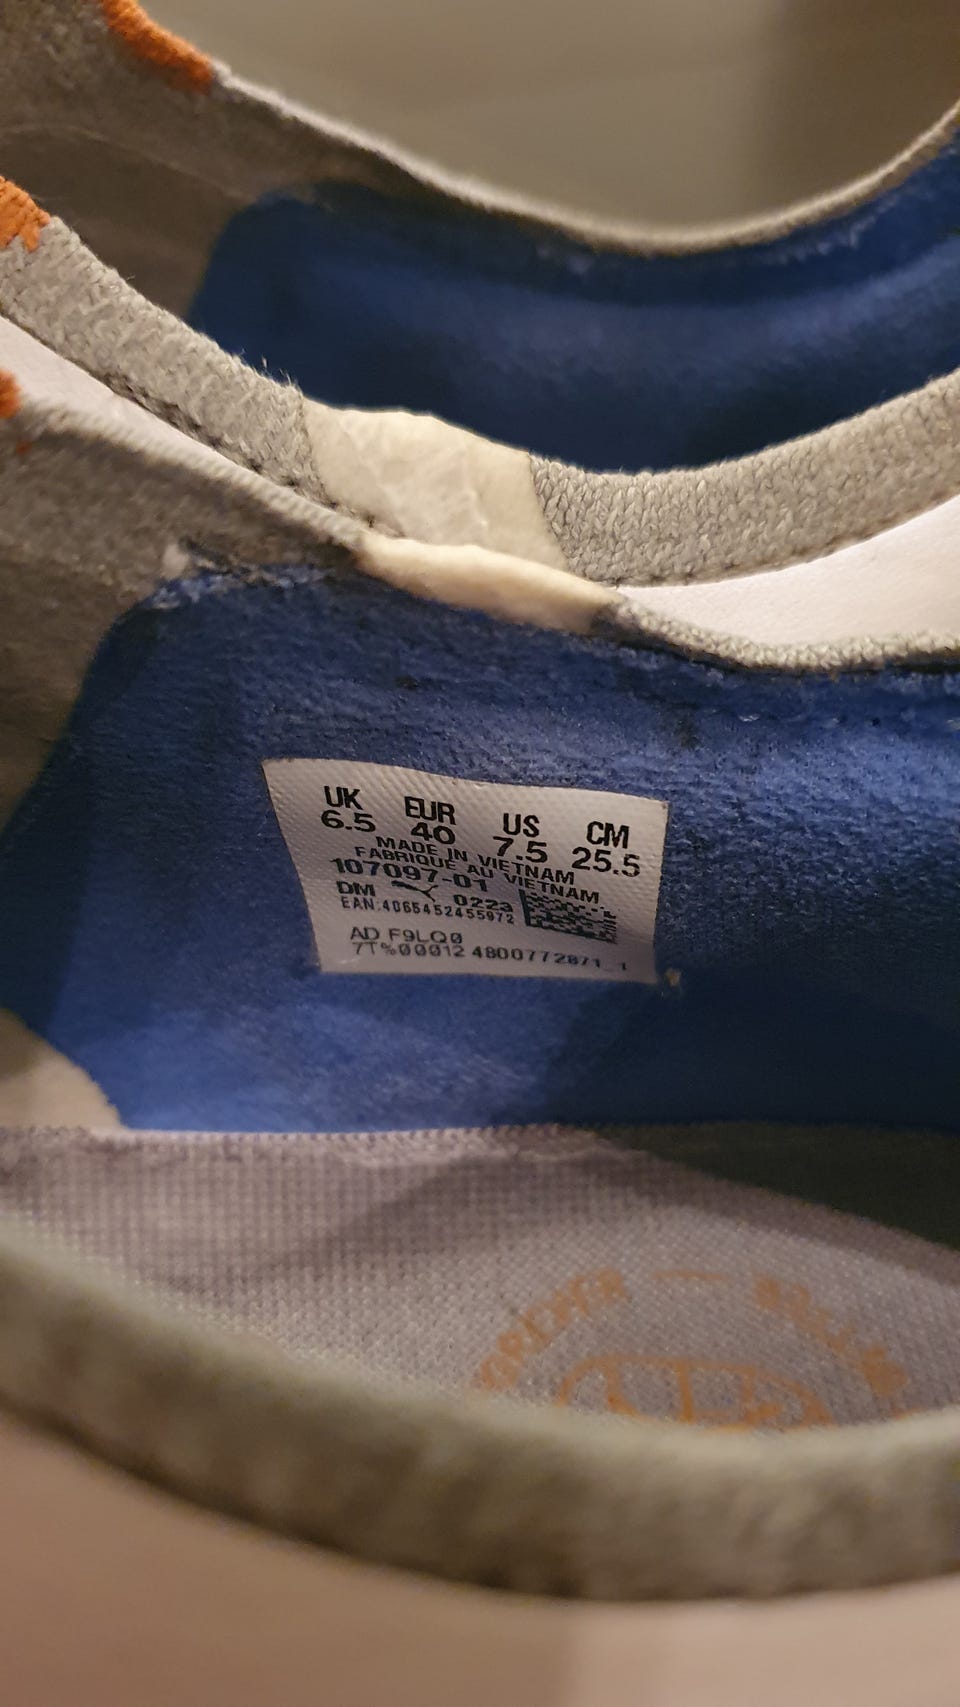 UK EUR US CM
6.5 40 7.5 25.5
MADE IN VIETNAM
FABRIQUE AU VIETNAM
107097-01
DM 0223
EAN:4065452455972
AD F9LQ0
7T%00012 4800772871_1
FOREVER